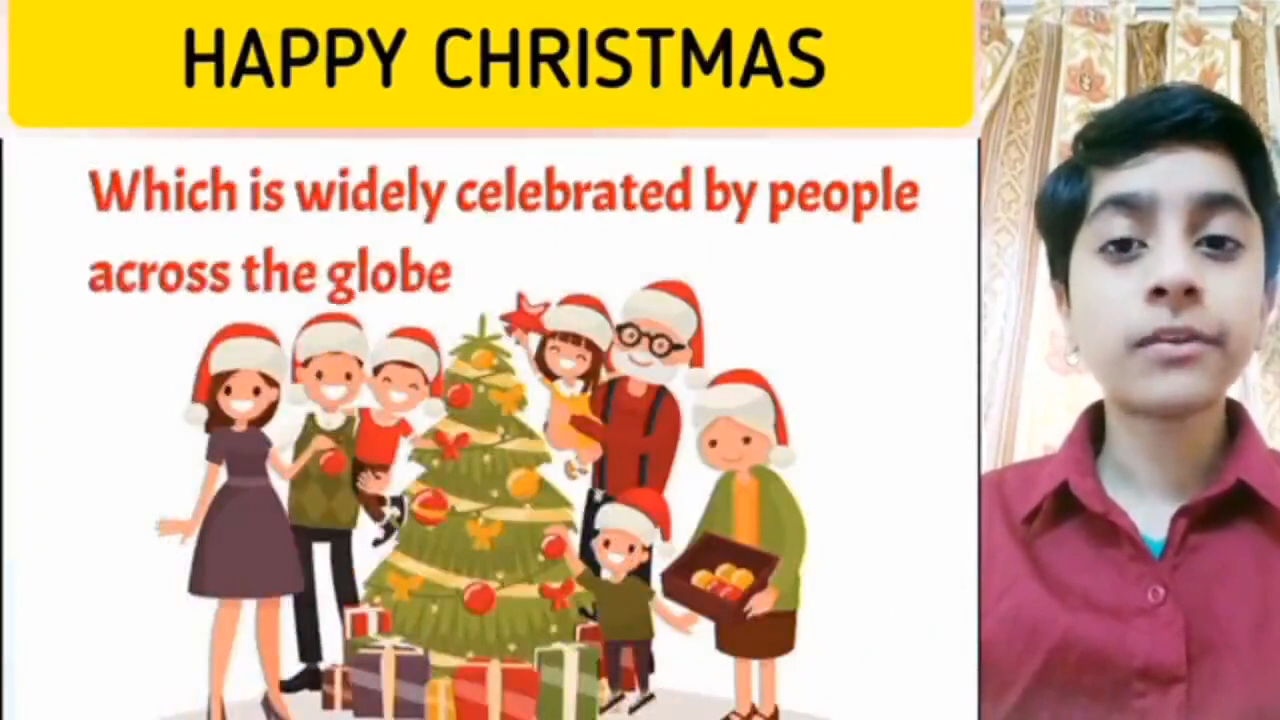 HAPPY CHRISTMAS
Which is widely celebrated by people
across the globe